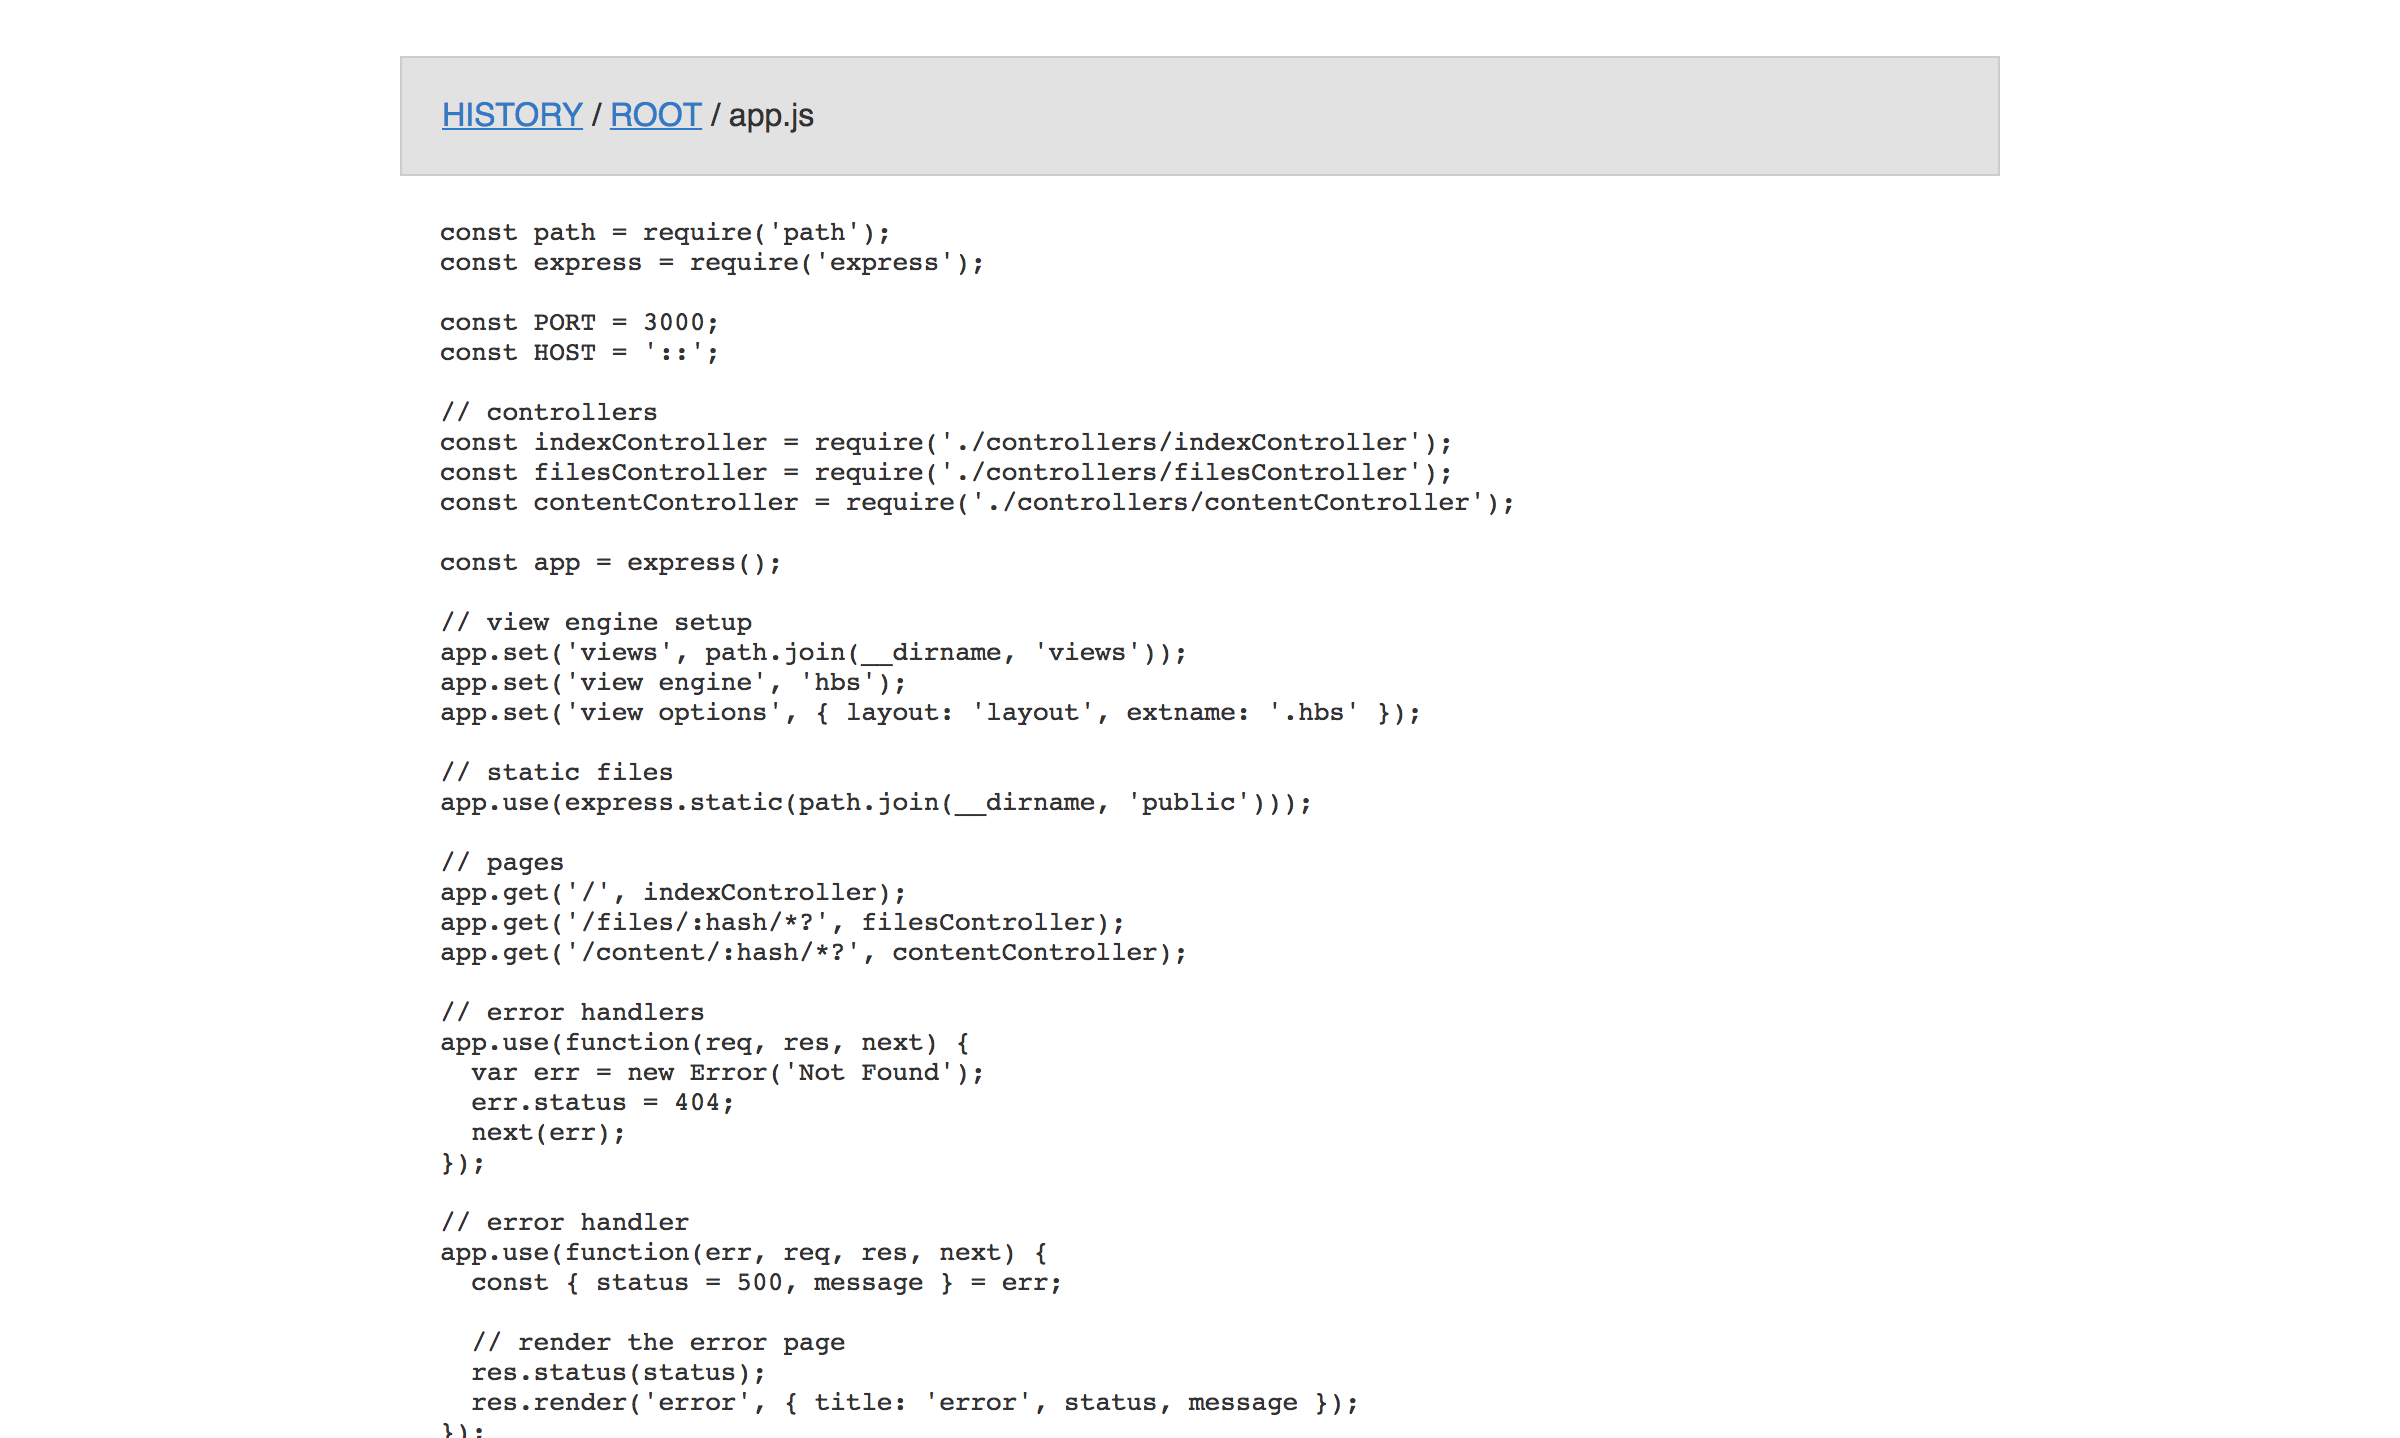 HISTORY / ROOT / app.js
const path = require('path');
const express = require('express');

const PORT = 3000;
const HOST = '::';

// controllers
const indexController = require('./controllers/indexController');
const filesController = require('./controllers/filesController');
const contentController = require('./controllers/contentController');

const app = express();

// view engine setup
app.set('views', path.join(__dirname, 'views'));
app.set('view engine', 'hbs');
app.set('view options', { layout: 'layout', extname: '.hbs' });

// static files
app.use(express.static(path.join(__dirname, 'public')));

// pages
app.get('/', indexController);
app.get('/files/:hash/*?', filesController);
app.get('/content/:hash/*?', contentController);

// error handlers
app.use(function(req, res, next) {
  var err = new Error('Not Found');
  err.status = 404;
  next(err);
});

// error handler
app.use(function(err, req, res, next) {
  const { status = 500, message } = err;

  // render the error page
  res.status(status);
  res.render('error', { title: 'error', status, message });
});